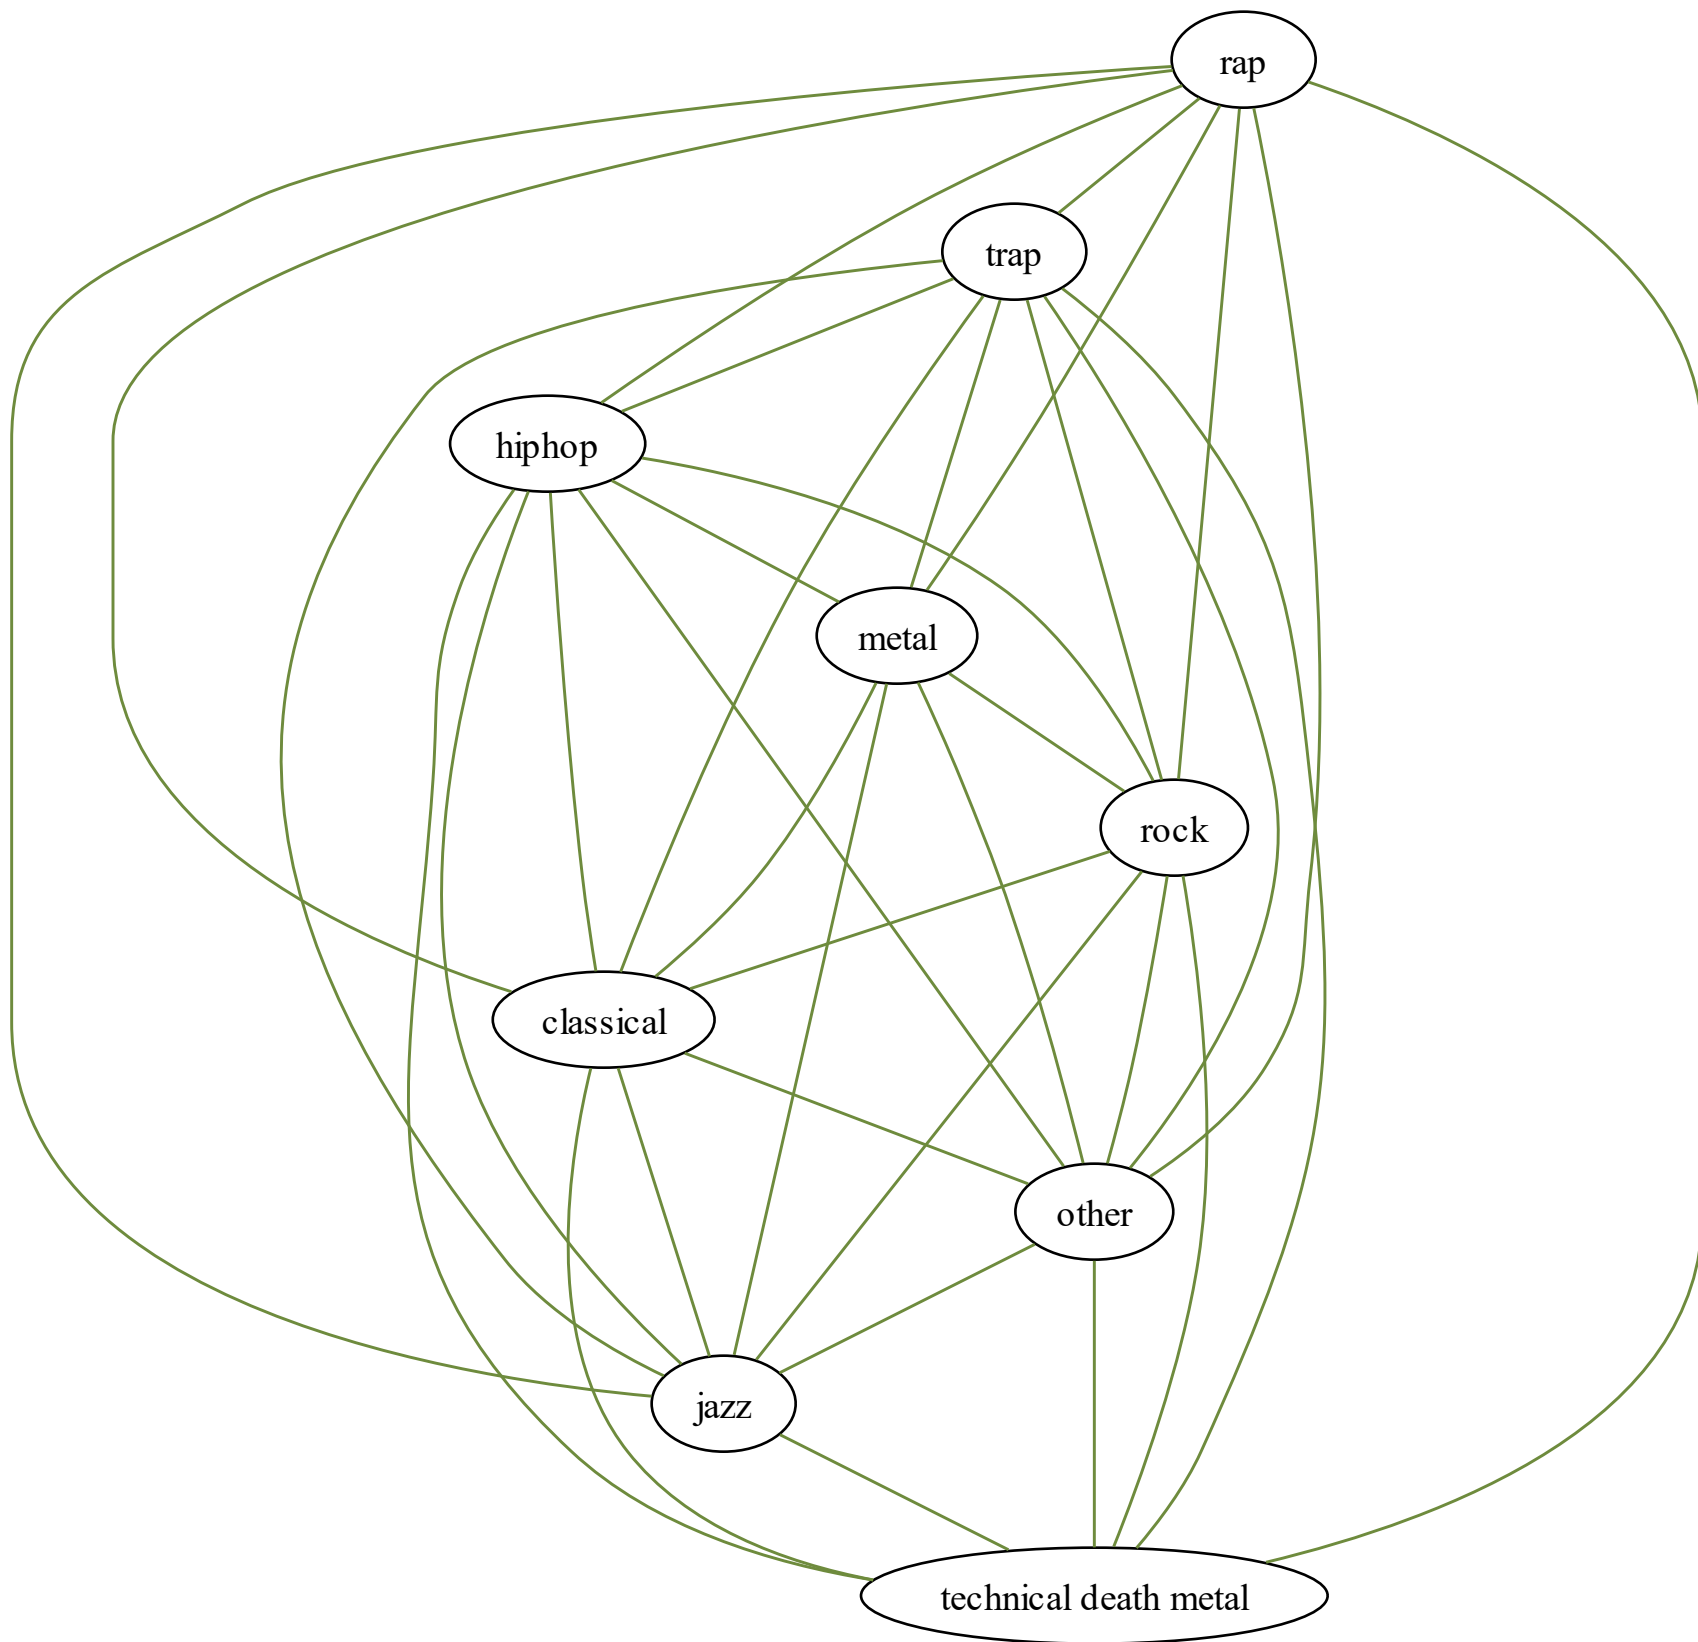 rap
trap
hiphop
metal
rock
classical
other
jazz
technical death metal